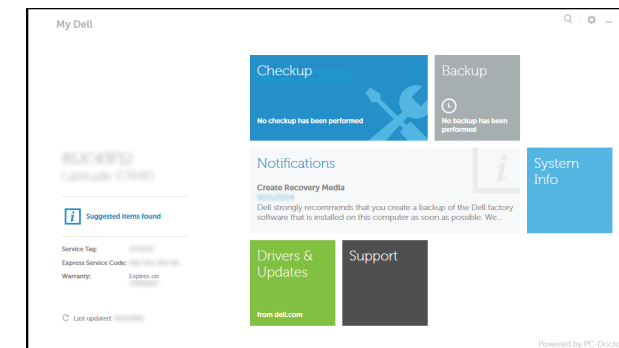 My Dell
Checkup
No checkup has been performed
Backup
No backup has been
performed
Suggested items found
Service Tag:
Express Service Code:
Warranty: Expires on
Last updated:
Notifications
Create Recovery Media
Dell strongly recommends that you create a backup of the Dell factory
software that is installed on this computer as soon as possible. We...
System
Info
Drivers &
Updates
from dell.com
Support
Powered by PC-Docto